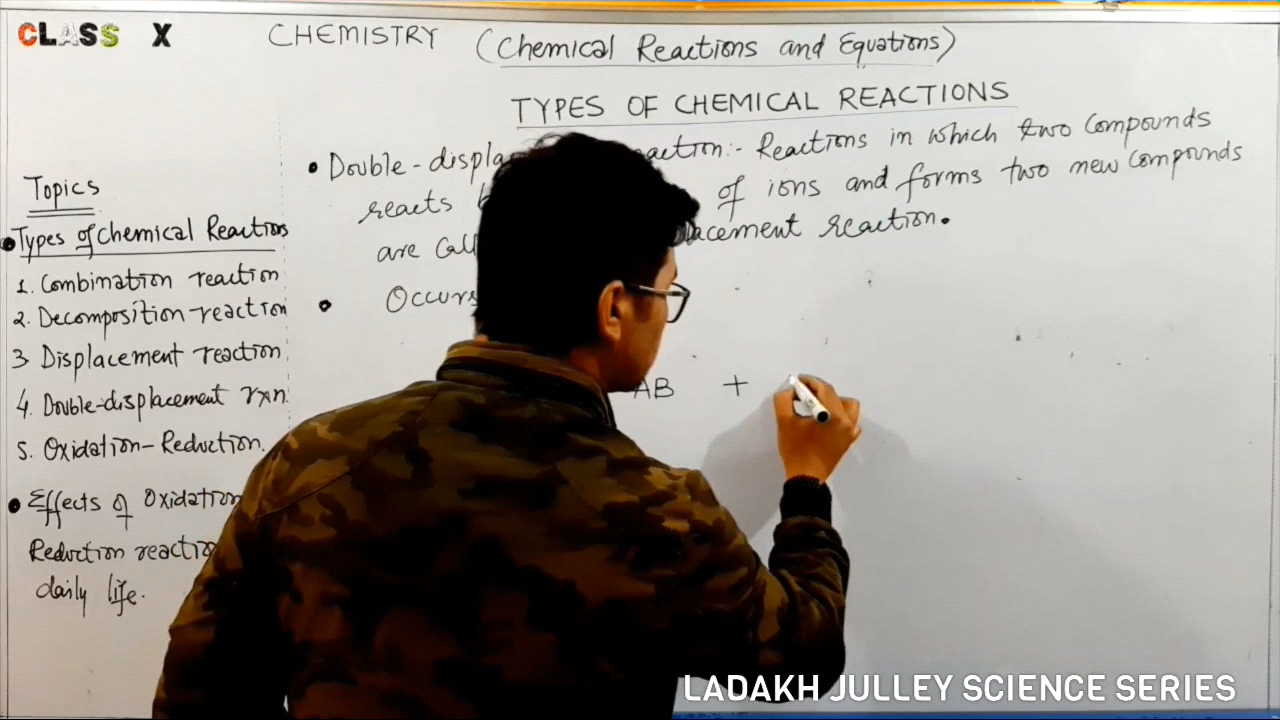 CLASS X
CHEMISTRY (Chemical Reactions and Equations)
TYPES OF CHEMICAL REACTIONS
• Double-displac action:- Reactions in which two Compounds
reacts b of ions and forms two new Compounds
are Call lacement reaction.
• Occurs
AB +
Topics
• Types of Chemical Reactions
1. Combination reaction
2. Decomposition reaction
3 Displacement reaction
4. Double-displacement rxn.
5. Oxidation-Reduction.
• Effects of Oxidation
Reduction reaction
daily life.
LADAKH JULLEY SCIENCE SERIES